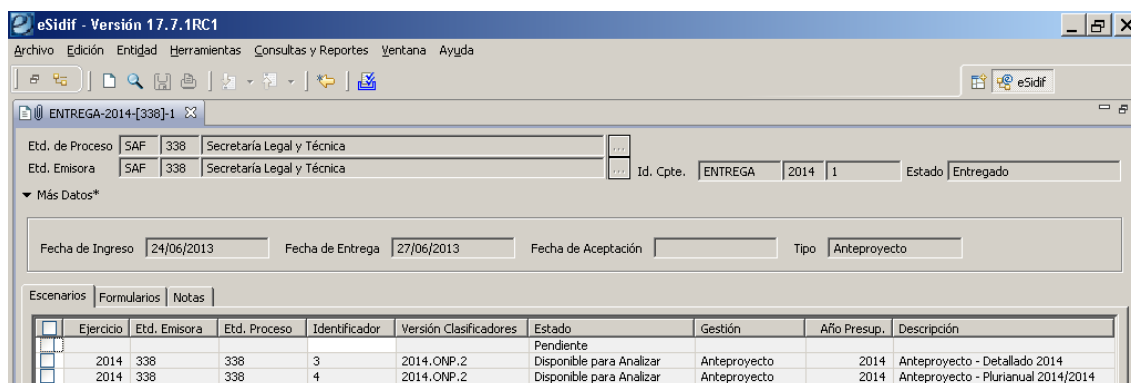 eSidif - Versión 17.7.1RC1
Archivo Edición Entidad Herramientas Consultas y Reportes Ventana Ayuda
eSidif
ENTREGA-2014-[338]-1
Etd. de Proceso SAF 338 Secretaría Legal y Técnica ...
Etd. Emisora SAF 338 Secretaría Legal y Técnica ... Id. Cpte. ENTREGA 2014 1 Estado Entregado
Más Datos*
Fecha de Ingreso 24/06/2013 Fecha de Entrega 27/06/2013 Fecha de Aceptación Tipo Anteproyecto
Escenarios Formularios Notas
Ejercicio Etd. Emisora Etd. Proceso Identificador Versión Clasificadores Estado Gestión Año Presup. Descripción
Pendiente
2014 338 338 3 2014.ONP.2 Disponible para Analizar Anteproyecto 2014 Anteproyecto - Detallado 2014
2014 338 338 4 2014.ONP.2 Disponible para Analizar Anteproyecto 2014 Anteproyecto - Plurianual 2014/2014